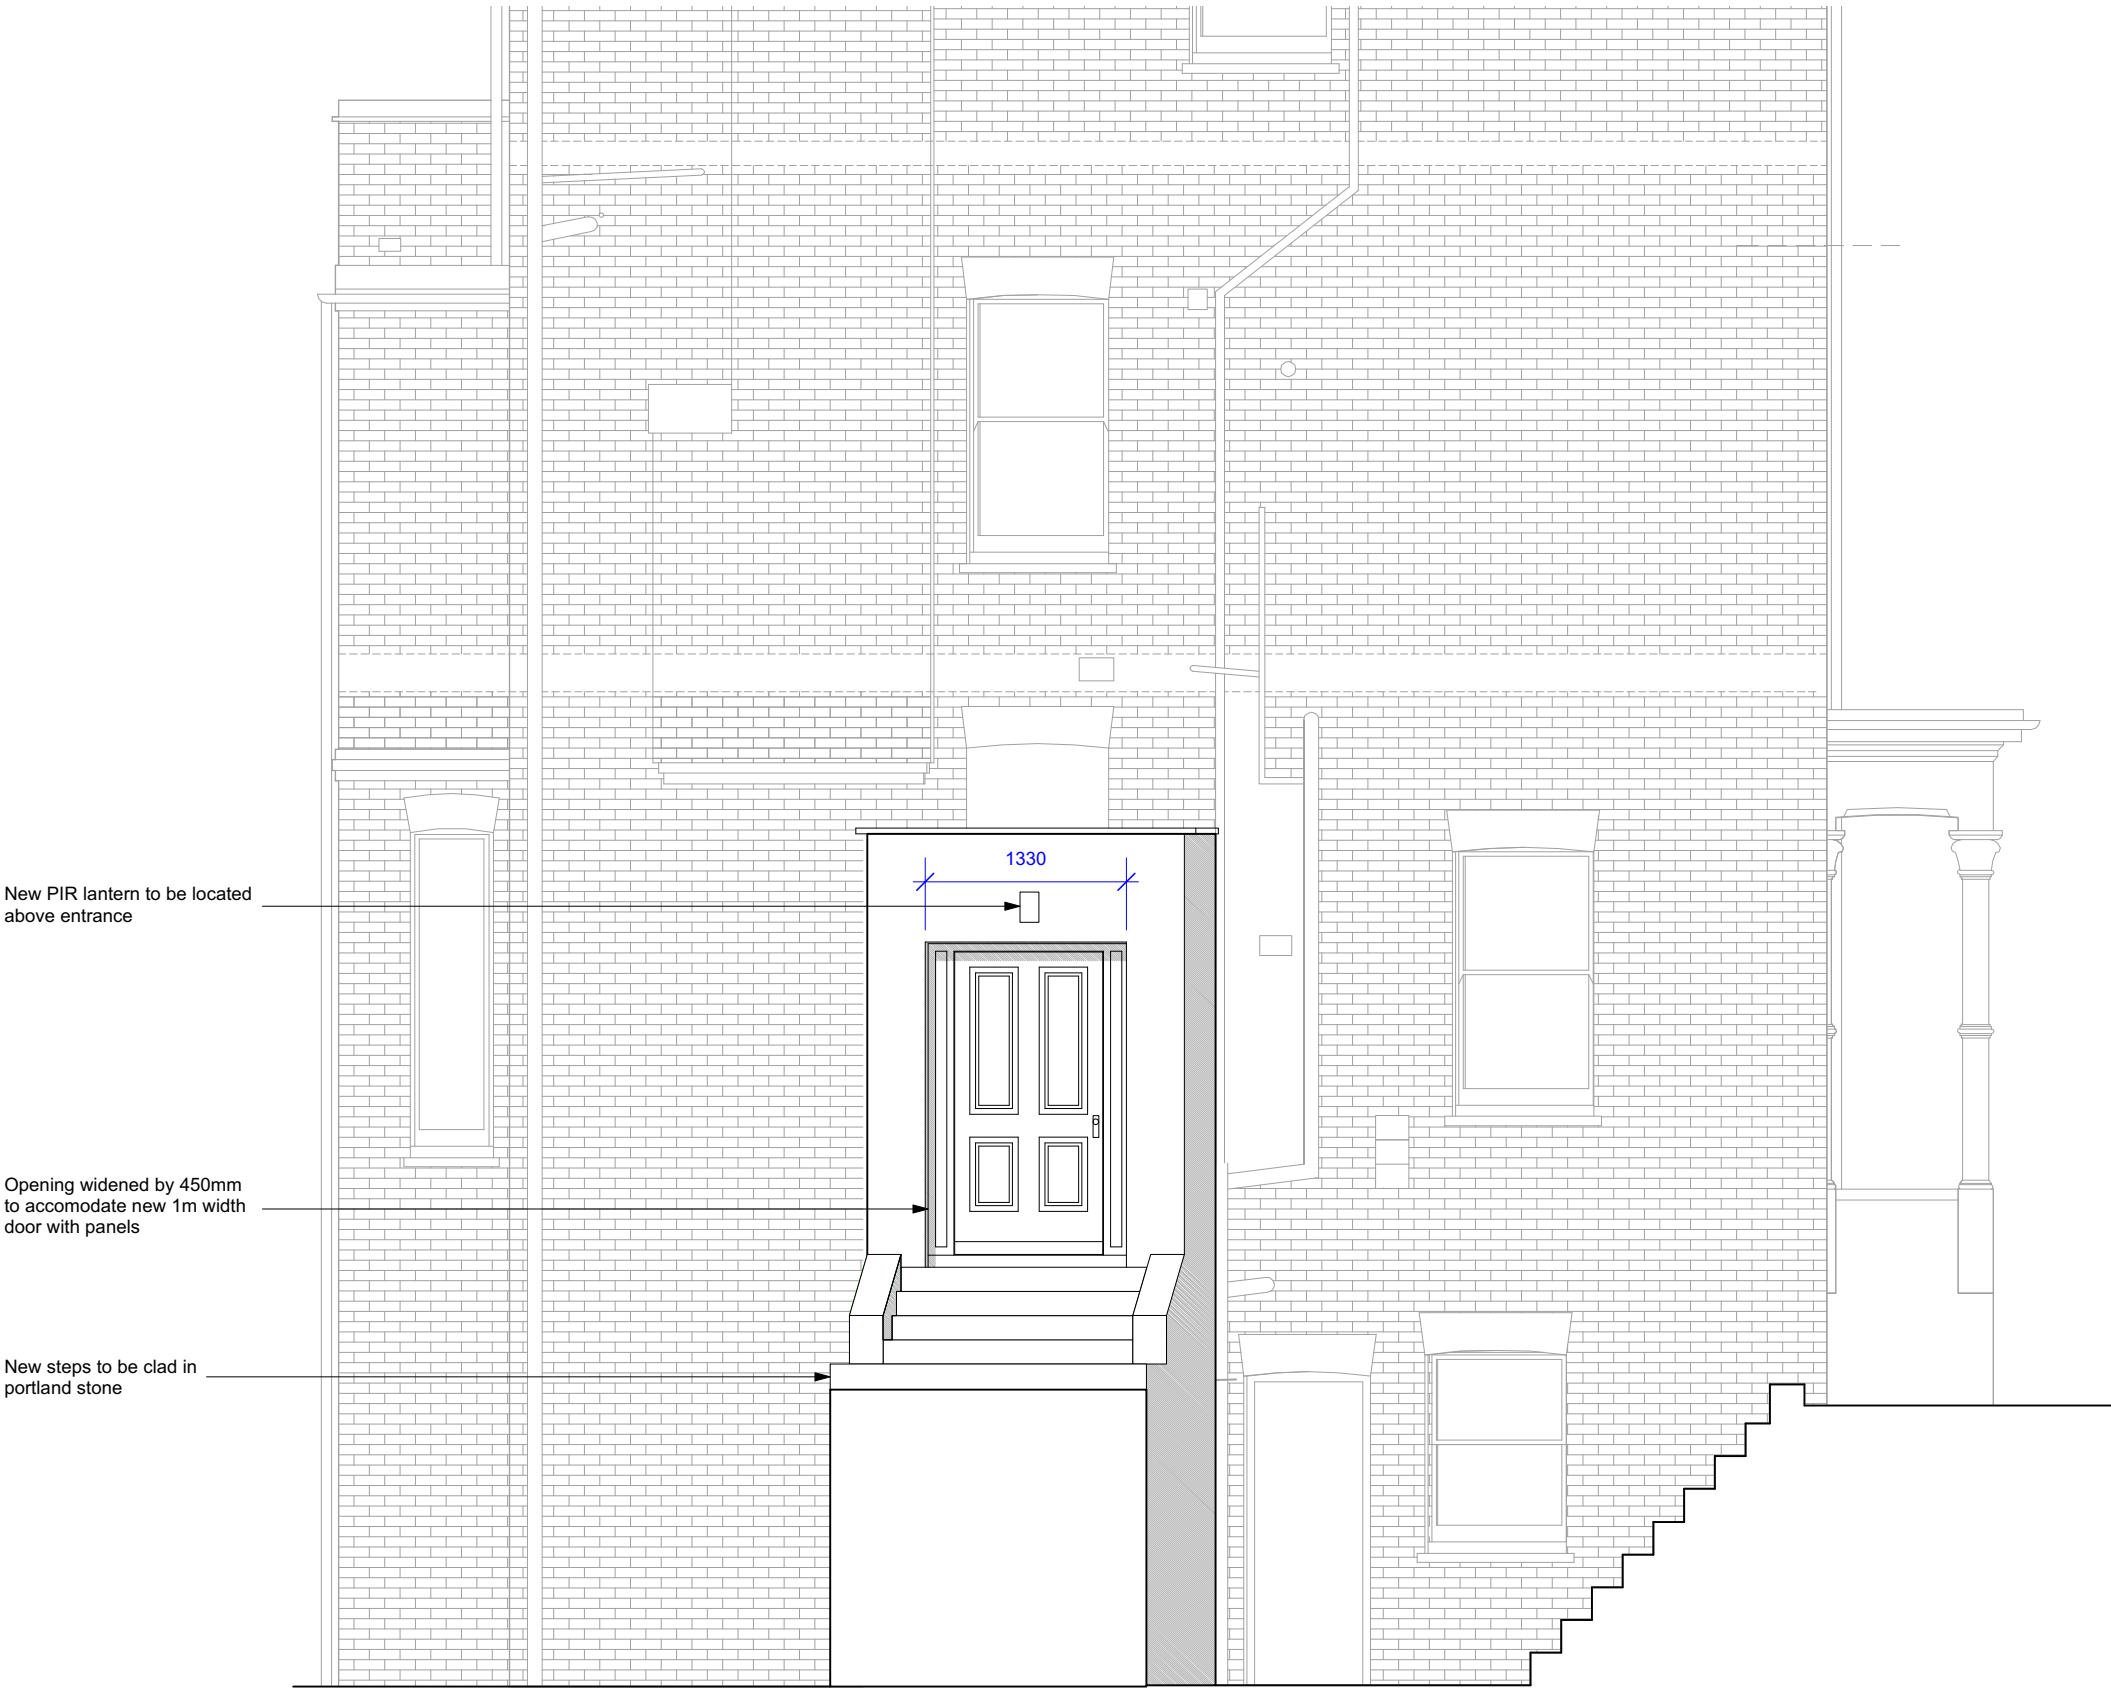 1330
New PIR lantern to be located
above entrance
Opening widened by 450mm
to accomodate new 1m width
door with panels
New steps to be clad in
portland stone